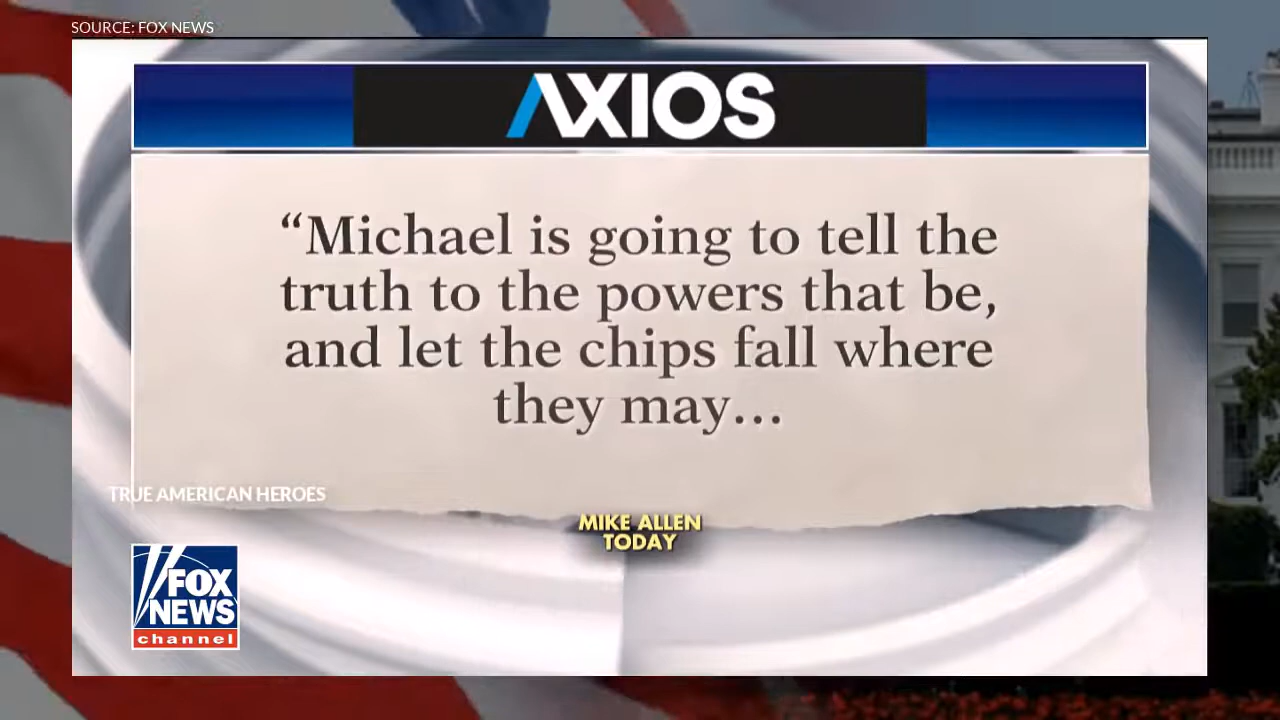 SOURCE: FOX NEWS
AXIOS
“Michael is going to tell the
truth to the powers that be,
and let the chips fall where
they may...
TRUE AMERICAN HEROES
MIKE ALLEN
TODAY
FOX
NEWS
channel